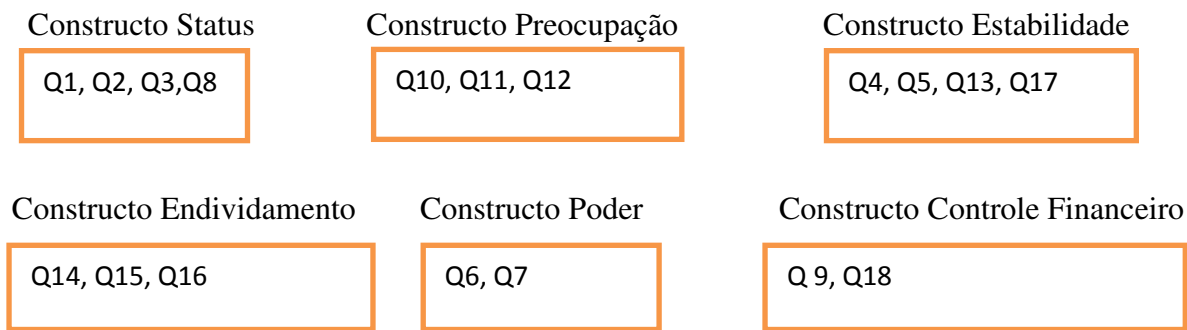 Constructo Status
Constructo Preocupação
Constructo Estabilidade
Q1, Q2, Q3,Q8
Q10, Q11, Q12
Q4, Q5, Q13, Q17
Constructo Endividamento
Constructo Poder
Constructo Controle Financeiro
Q14, Q15, Q16
Q6, Q7
Q 9, Q18